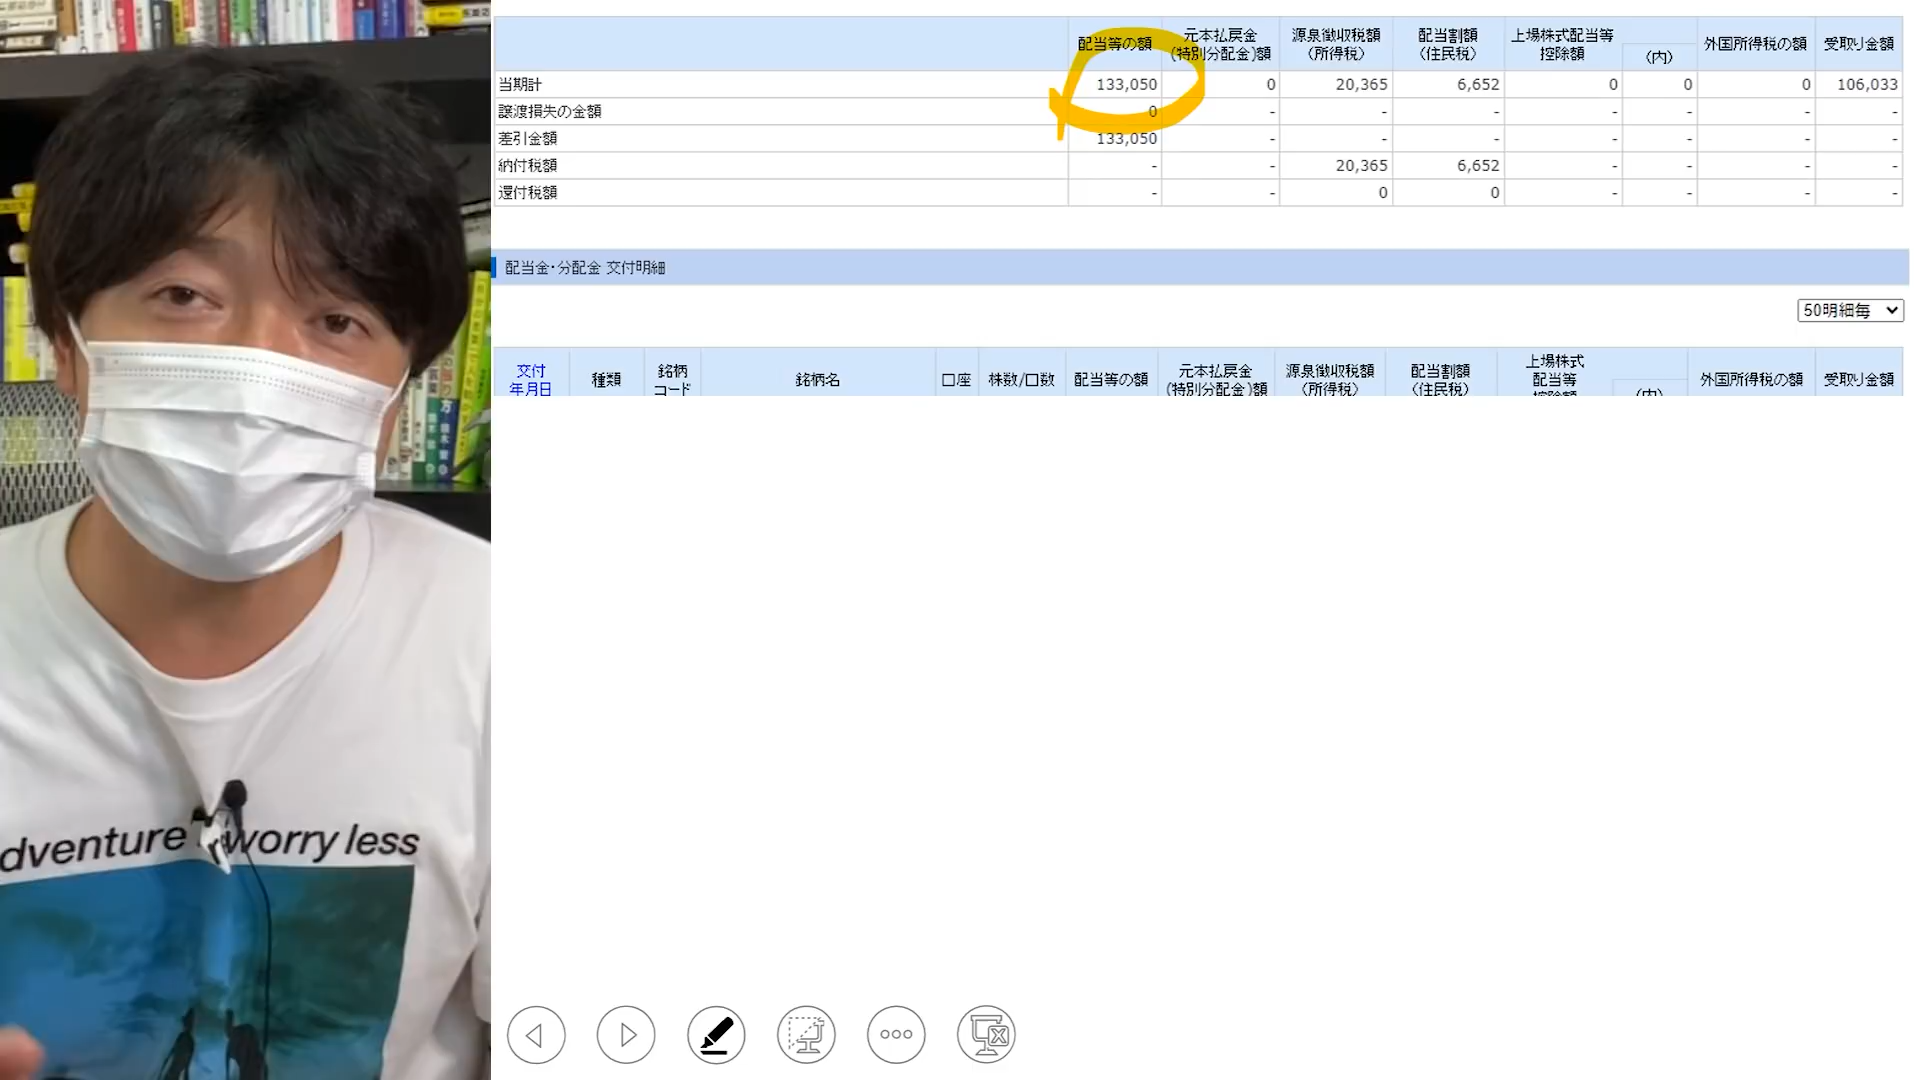 配当等の額 元本払戻金(特別分配金)額 源泉徴収税額(所得税) 配当割額(住民税) 上場株式配当等控除額 (内) 外国所得税の額 受取り金額
当期計 133,050 0 20,365 6,652 0 0 0 106,033
譲渡損失の金額 0 - - - - - - -
差引金額 133,050 - - - - - - -
納付税額 - - 20,365 6,652 - - - -
還付税額 - - 0 0 - - - -
配当金・分配金 交付明細
50明細毎
交付年月日 種類 銘柄コード 銘柄名 口座 株数/口数 配当等の額 元本払戻金(特別分配金)額 源泉徴収税額(所得税) 配当割額(住民税) 上場株式配当等控除額 (内) 外国所得税の額 受取り金額
dventure
worry less